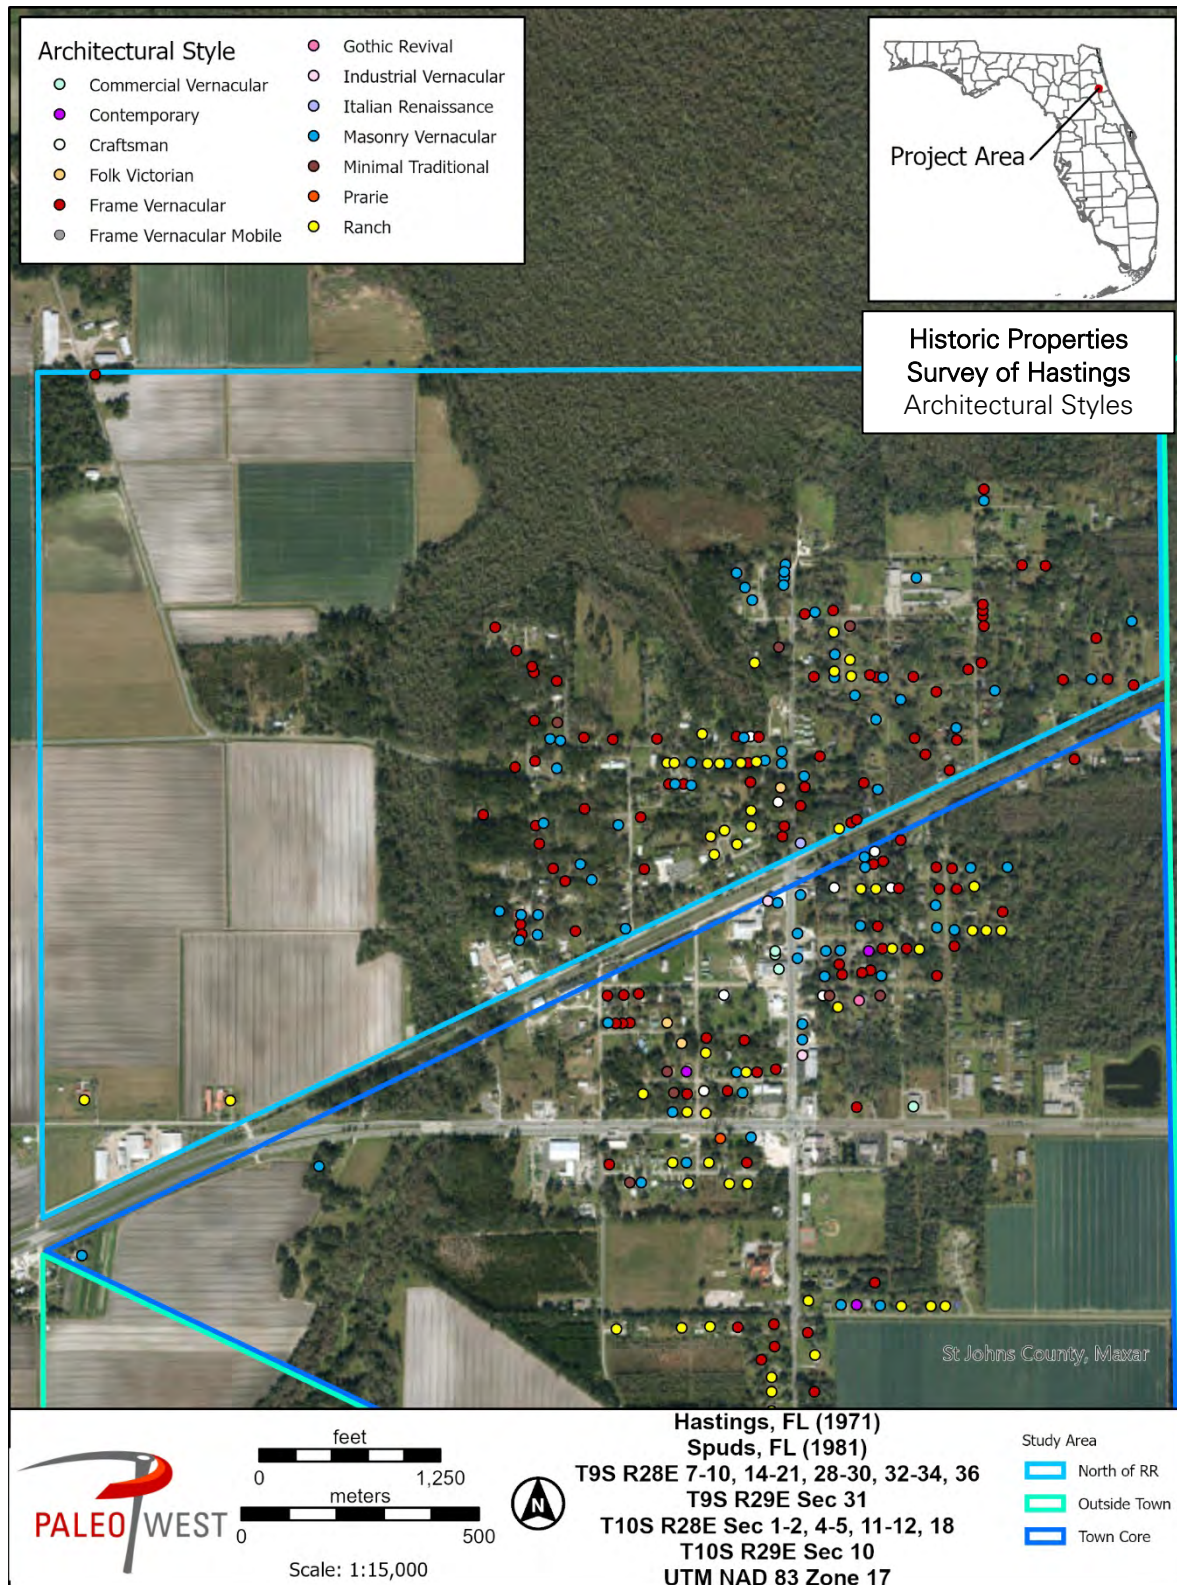 Architectural Style
Commercial Vernacular
Contemporary
Craftsman
Folk Victorian
Frame Vernacular
Frame Vernacular Mobile
Gothic Revival
Industrial Vernacular
Italian Renaissance
Masonry Vernacular
Minimal Traditional
Prarie
Ranch
Project Area
Historic Properties
Survey of Hastings
Architectural Styles
St Johns County, Maxar
PALEO WEST
feet
0 1,250
meters
0 500
Scale: 1:15,000
N
Hastings, FL (1971)
Spuds, FL (1981)
T9S R28E 7-10, 14-21, 28-30, 32-34, 36
T9S R29E Sec 31
T10S R28E Sec 1-2, 4-5, 11-12, 18
T10S R29E Sec 10
UTM NAD 83 Zone 17
Study Area
North of RR
Outside Town
Town Core